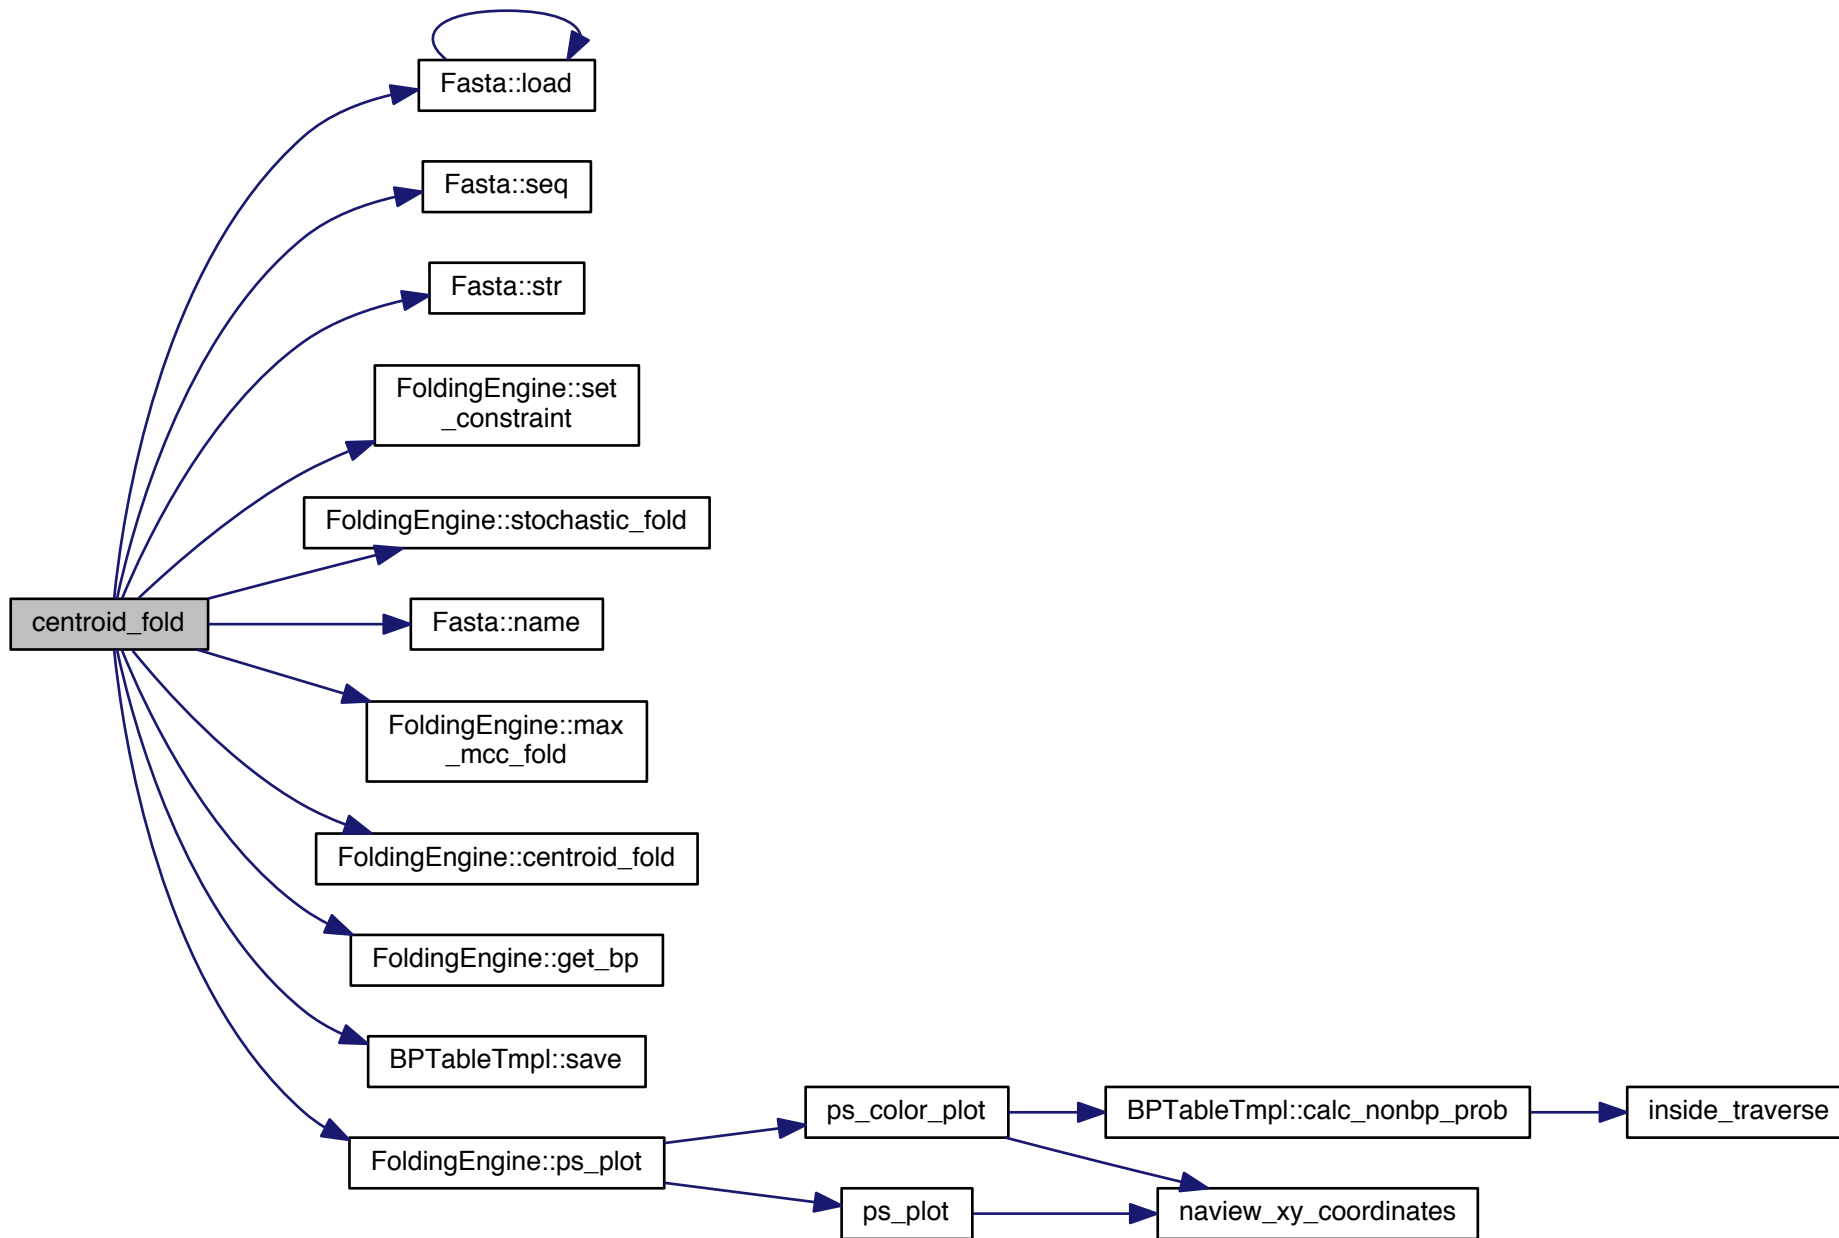 Fasta::load
Fasta::seq
Fasta::str
FoldingEngine::set
_constraint
FoldingEngine::stochastic_fold
centroid_fold
Fasta::name
FoldingEngine::max
_mcc_fold
FoldingEngine::centroid_fold
FoldingEngine::get_bp
BPTableTmpl::save
ps_color_plot
BPTableTmpl::calc_nonbp_prob
inside_traverse
FoldingEngine::ps_plot
ps_plot
naview_xy_coordinates